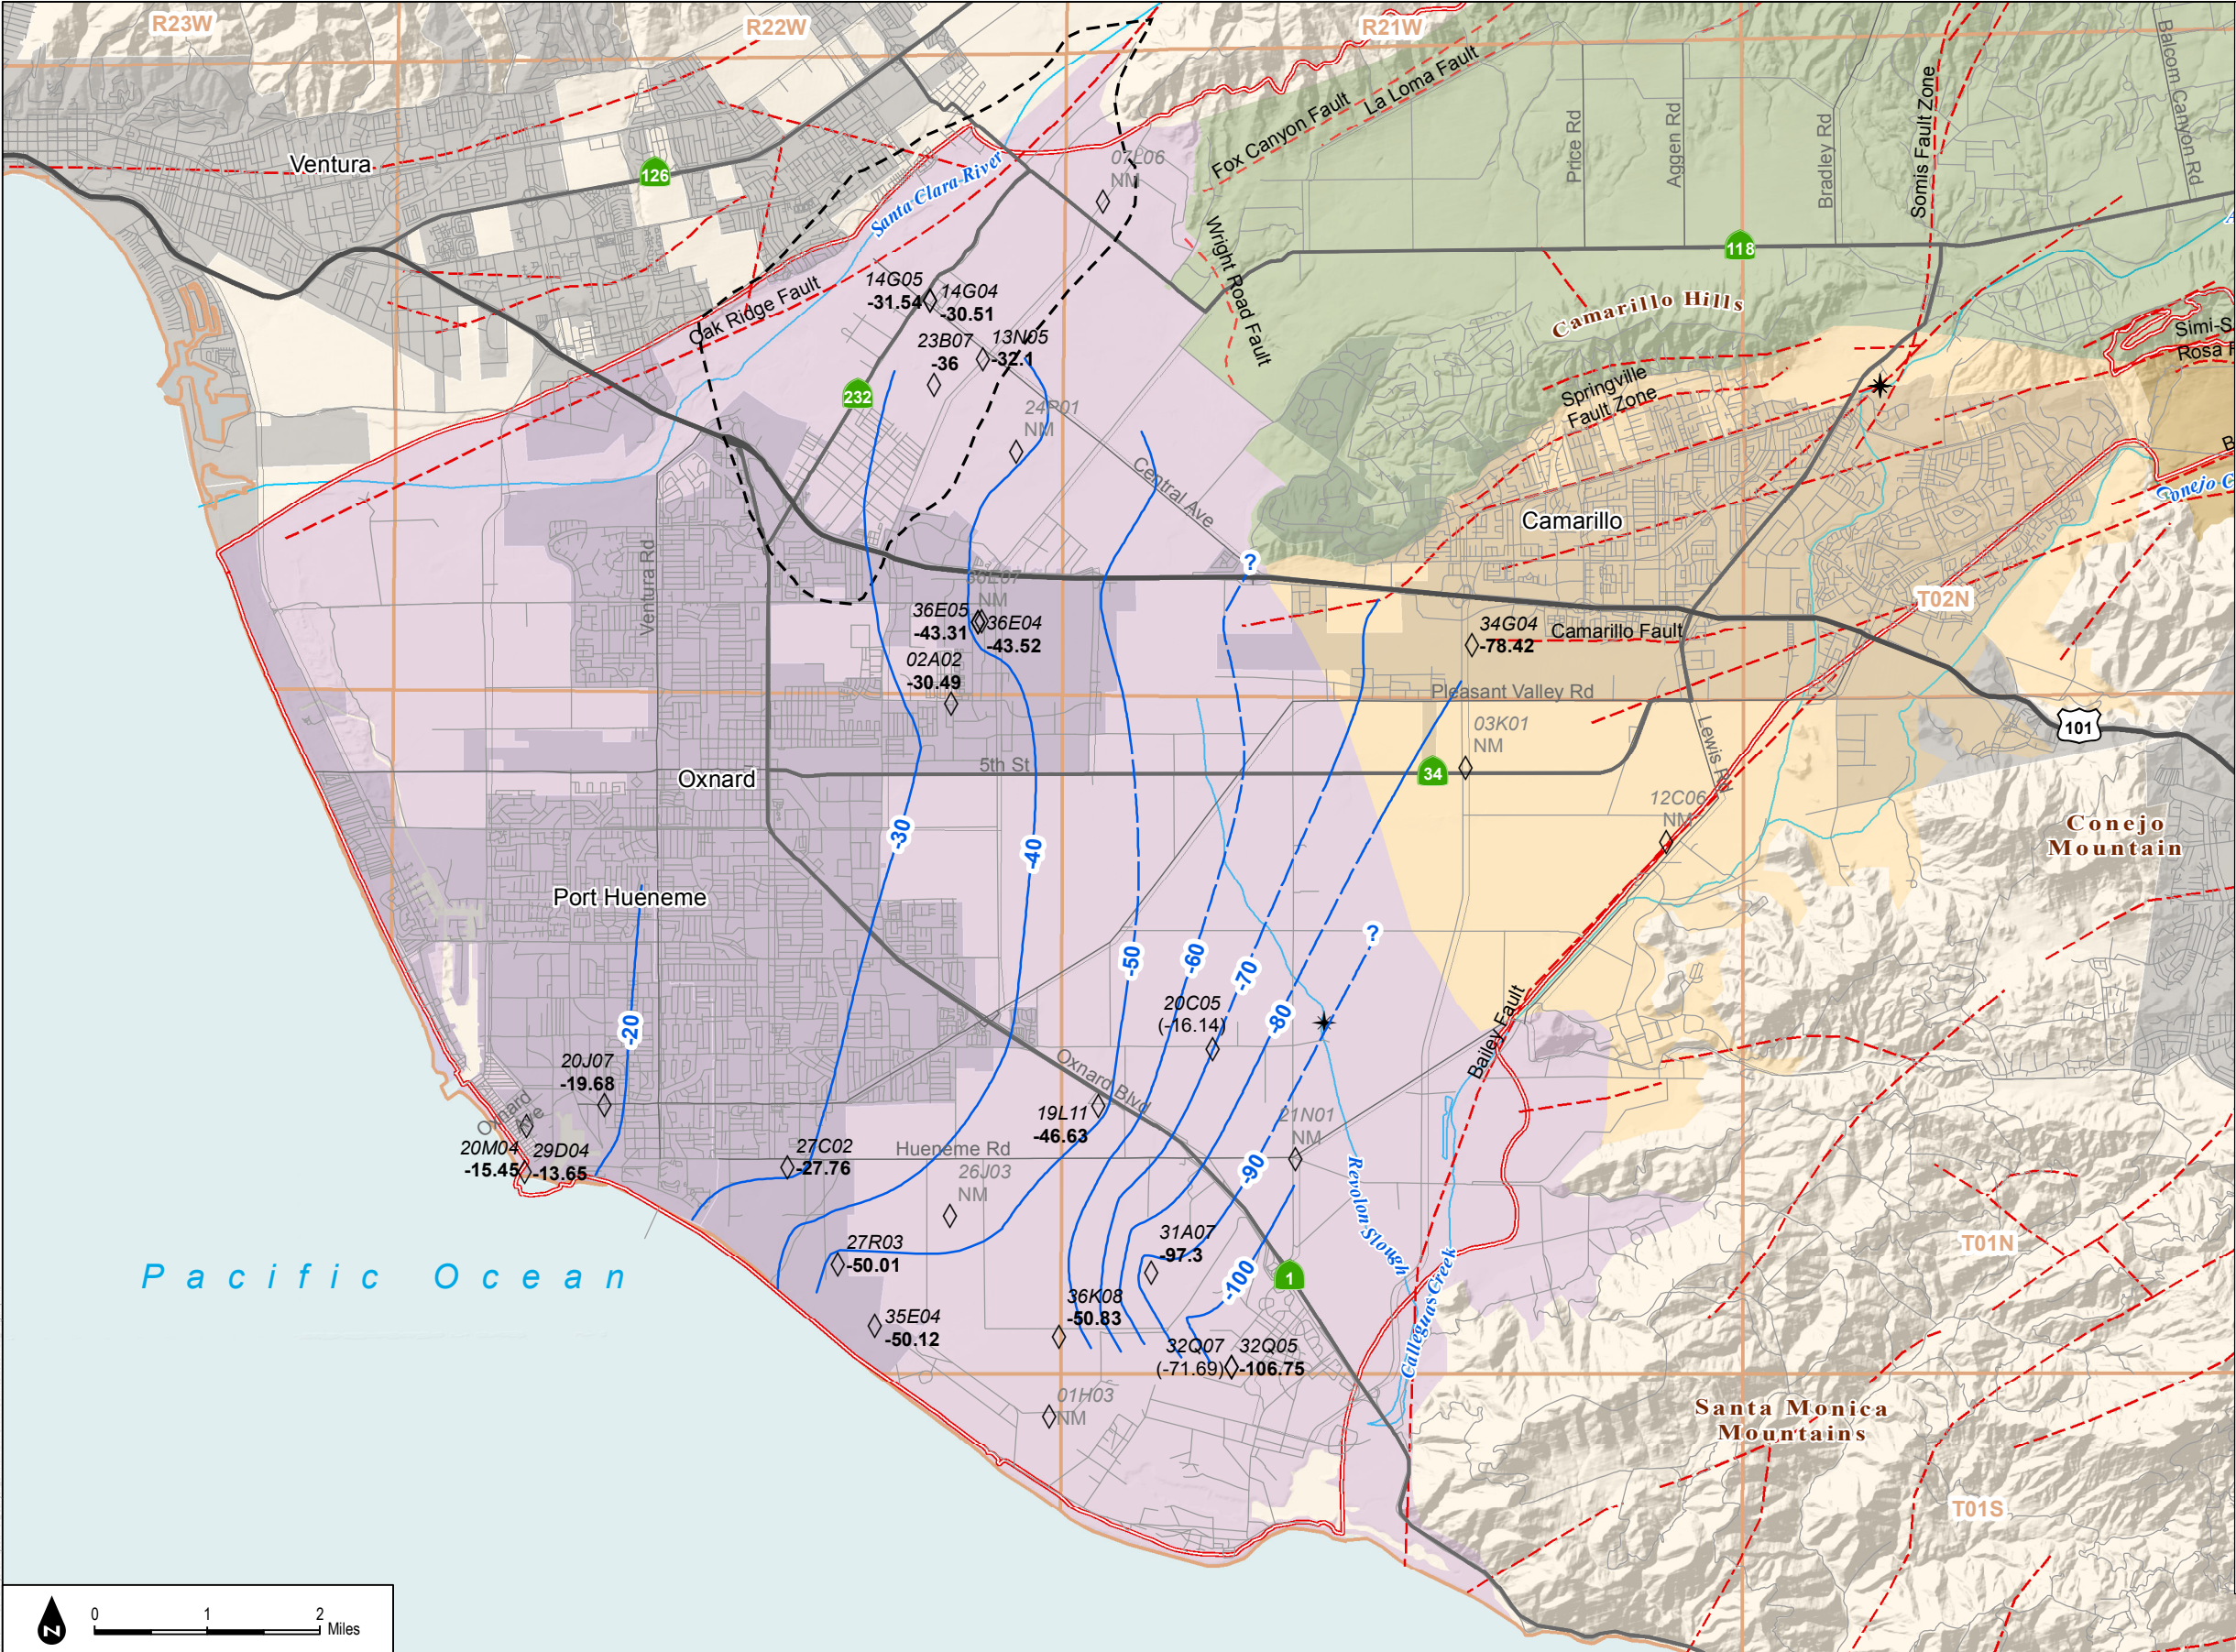 R23W
R22W
R21W
Balcom Canyon Rd
Somis Fault Zone
La Loma Fault
Fox Canyon Fault
Price Rd
Aggen Rd
Bradley Rd
Ventura
126
Santa Clara River
07L06
NM
Wright Road Fault
118
Camarillo Hills
Oak Ridge Fault
14G05
-31.54
14G04
-30.51
23B07
-36
13N05
-32.1
232
24R01
NM
Simi-S
Rosa F
Springville
Fault Zone
Central Ave
Camarillo
B
Conejo C
?
Ventura Rd
36E07
NM
36E05
-43.31
36E04
-43.52
02A02
-30.49
T02N
34G04
-78.42
Camarillo Fault
Pleasant Valley Rd
03K01
NM
Lewis Rd
101
Oxnard
5th St
34
12C06
NM
Conejo
Mountain
-30
-40
Port Hueneme
?
-50
-60
-70
-80
-20
20C05
(-16.14)
Bailey Fault
20J07
-19.68
Oxnard Blvd
Oxnard
Ave
19L11
-46.63
21N01
NM
20M04
-15.45
29D04
-13.65
27C02
-27.76
Hueneme Rd
26J03
NM
-90
Revolon Slough
27R03
-50.01
31A07
-97.3
-100
1
T01N
Pacific Ocean
Calleguas Creek
35E04
-50.12
36K08
-50.83
32Q07
(-71.69)
32Q05
-106.75
01H03
NM
Santa Monica
Mountains
T01S
N
0 1 2
Miles